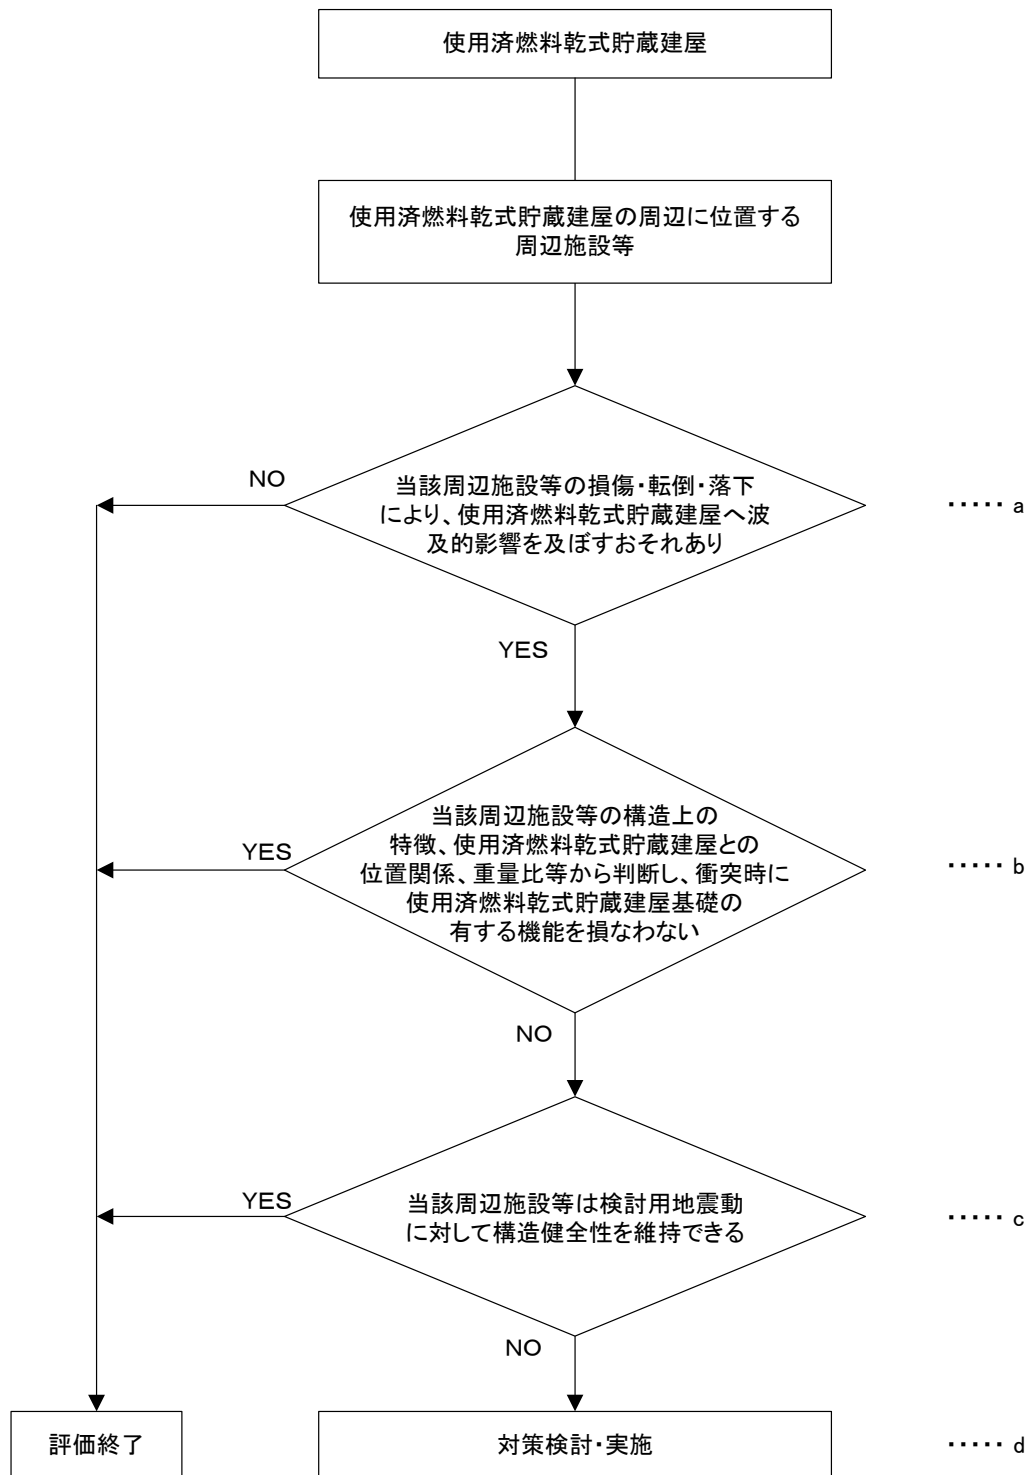 使用済燃料乾式貯蔵建屋
使用済燃料乾式貯蔵建屋の周辺に位置する
周辺施設等
NO
当該周辺施設等の損傷・転倒・落下
により、使用済燃料乾式貯蔵建屋へ波
及的影響を及ぼすおそれあり
・・・・・ a
YES
YES
当該周辺施設等の構造上の
特徴、使用済燃料乾式貯蔵建屋との
位置関係、重量比等から判断し、衝突時に
使用済燃料乾式貯蔵建屋基礎の
有する機能を損なわない
・・・・・ b
NO
YES
当該周辺施設等は検討用地震動
に対して構造健全性を維持できる
・・・・・ c
NO
評価終了
対策検討・実施
・・・・・ d